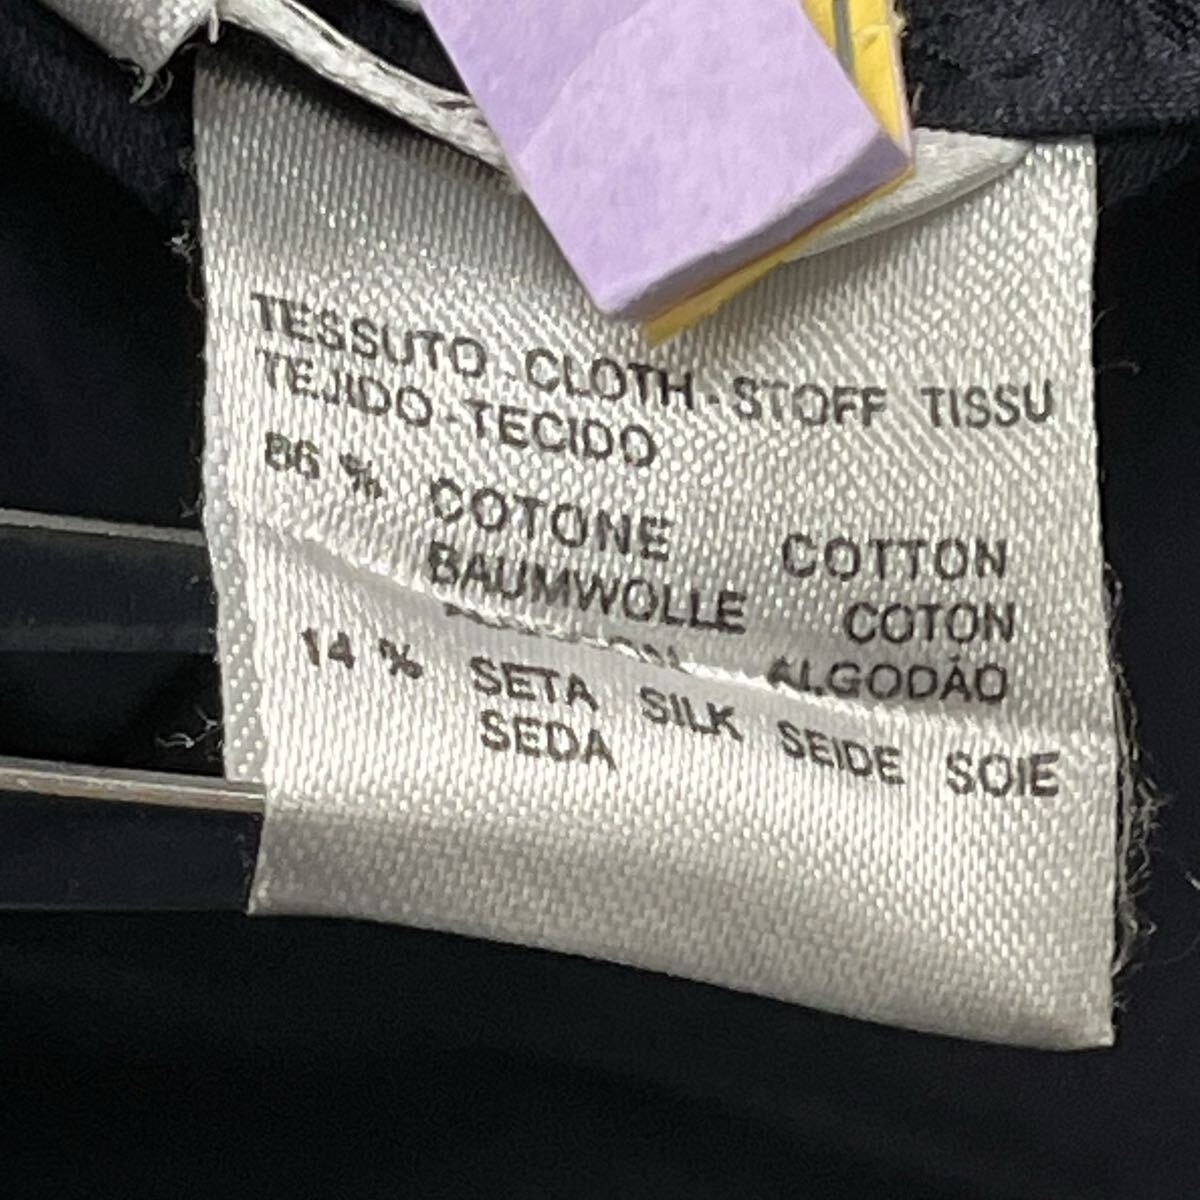 TESSUTO - CLOTH - STOFF TISSU
TEJIDO - TECIDO
86 % COTONE COTTON
BAUMWOLLE COTON
ALGODÃO
14 % SETA SILK SEIDE SOIE
SEDA